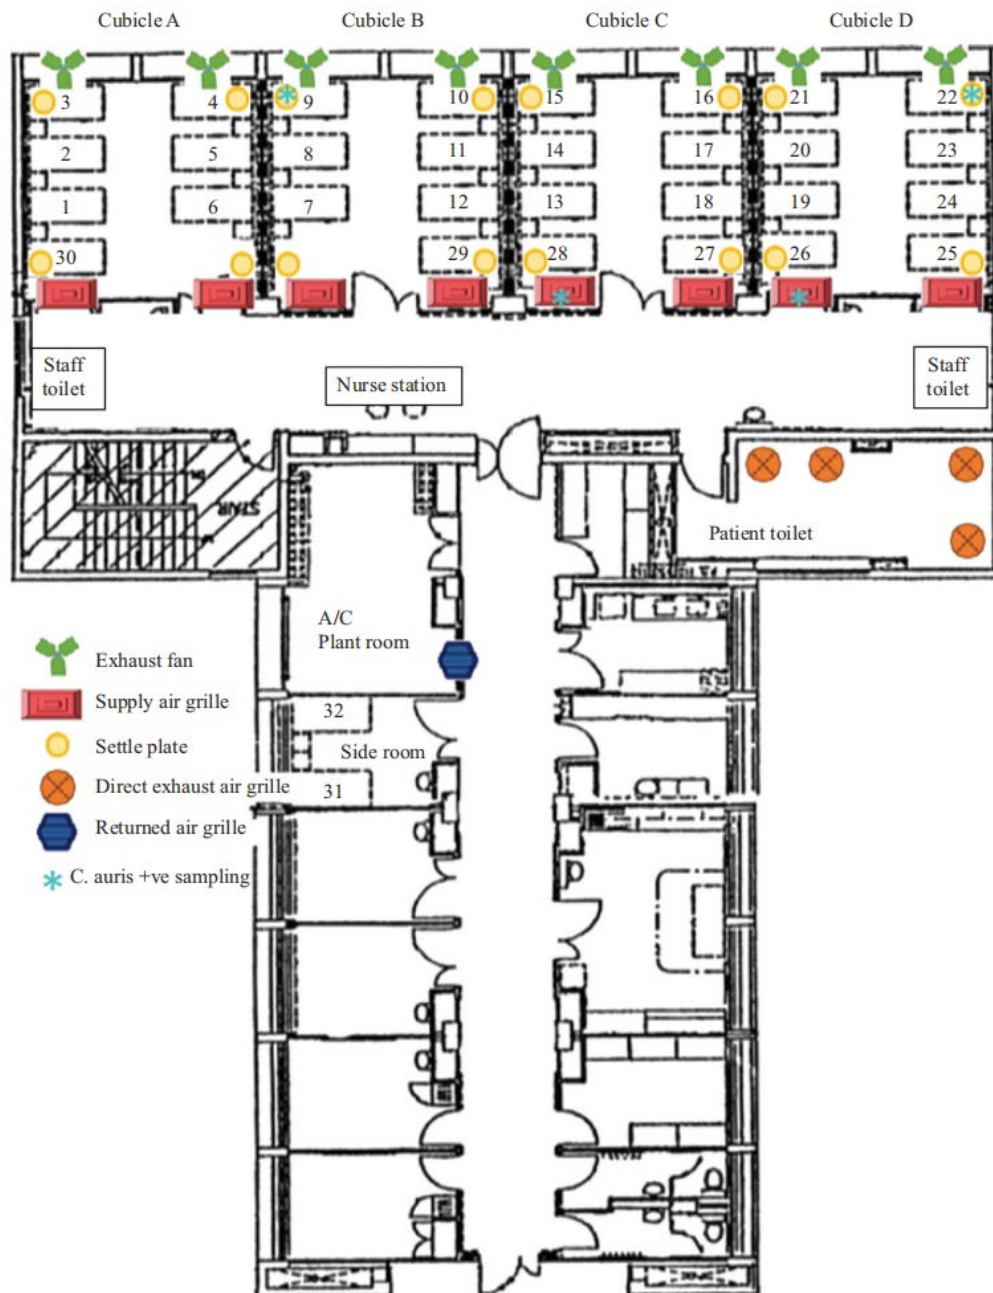 Cubicle A Cubicle B Cubicle C Cubicle D
3 4 9 10 15 16 21 22
2 5 8 11 14 17 20 23
1 6 7 12 13 18 19 24
30 29 28 27 26 25
Staff
toilet
Nurse station
Staff
toilet
STAIR
Patient toilet
A/C
Plant room
Exhaust fan
Supply air grille
Settle plate
Direct exhaust air grille
Returned air grille
C. auris +ve sampling
32
Side room
31